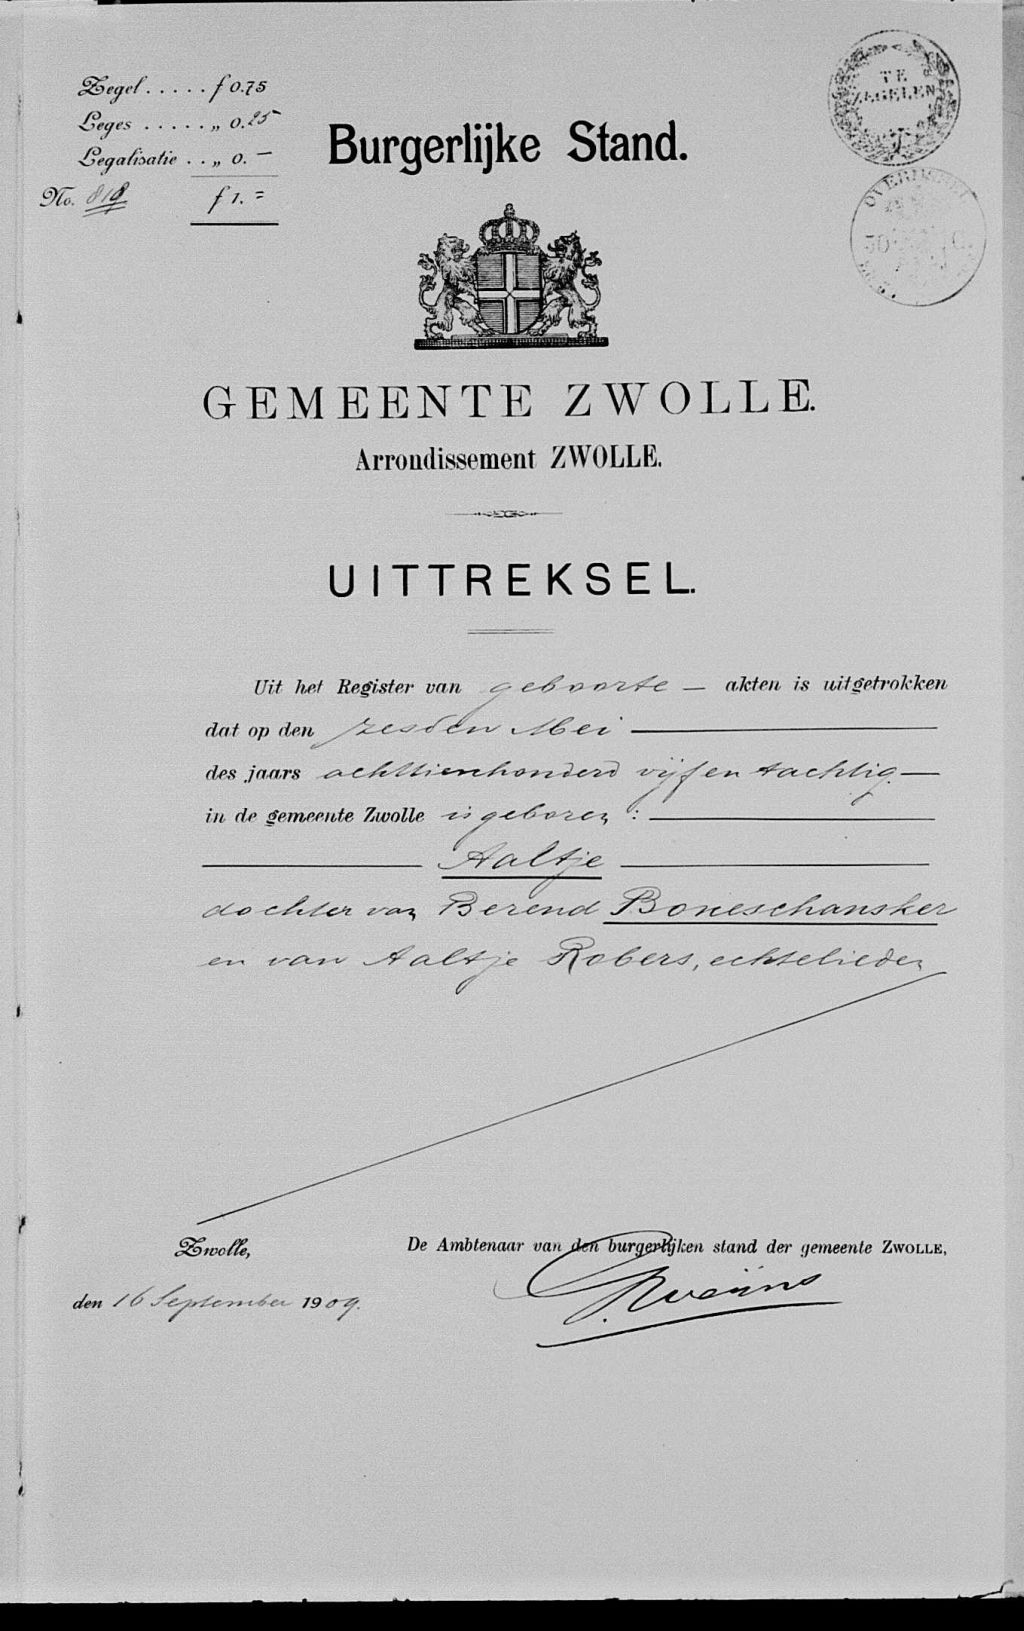 Zegel ..... f 0.75
Leges ..... „ 0.25
Legalisatie .. „ 0. —
No. 818 f 1. =
TE
ZEGELEN
OVERIJSSEL
Burgerlijke Stand.
GEMEENTE ZWOLLE.
Arrondissement ZWOLLE.
UITTREKSEL.
Uit het Register van geboorte — akten is uitgetrokken
dat op den zesden Mei
des jaars achttienhonderd vijf en tachtig —
in de gemeente Zwolle is geboren :
Aaltje
dochter van Berend Boneschansker
en van Aaltje Robers, echtelieden
Zwolle,
De Ambtenaar van den burgerlijken stand der gemeente ZWOLLE,
den 16 September 1909.